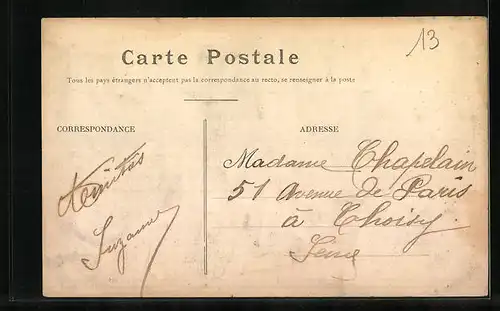 13
Carte Postale
Tous les pays étrangers n'acceptent pas la correspondance au recto, se renseigner à la poste
CORRESPONDANCE
Amitiés
Suzanne
ADRESSE
Madame Chapelain
51 Avenue de Paris
à Choisy
Seine